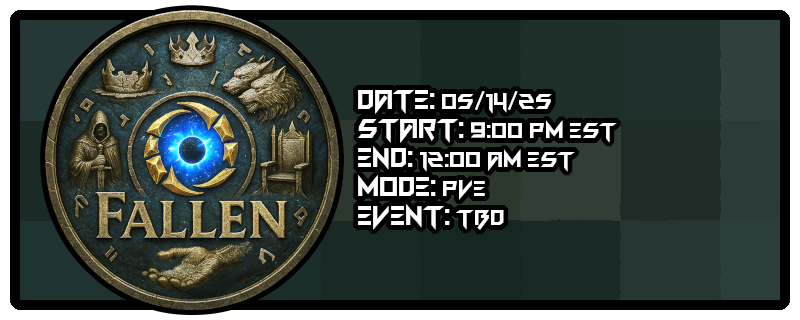 FALLEN
DATE: 05/14/25
START: 9:00 PM EST
END: 12:00 AM EST
MODE: PVE
EVENT: TBD